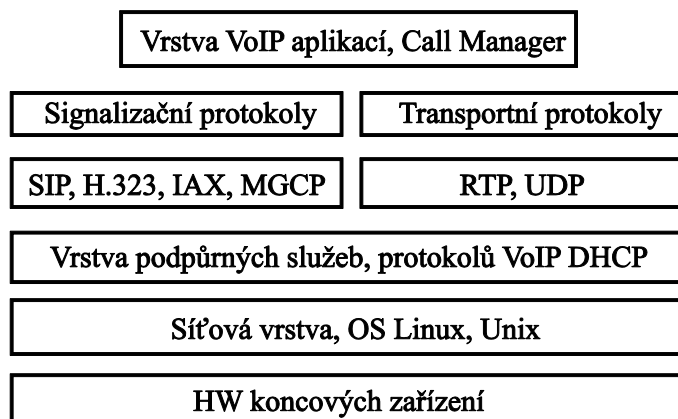 Vrstva VoIP aplikací, Call Manager
Signalizační protokoly
Transportní protokoly
SIP, H.323, IAX, MGCP
RTP, UDP
Vrstva podpůrných služeb, protokolů VoIP DHCP
Síťová vrstva, OS Linux, Unix
HW koncových zařízení